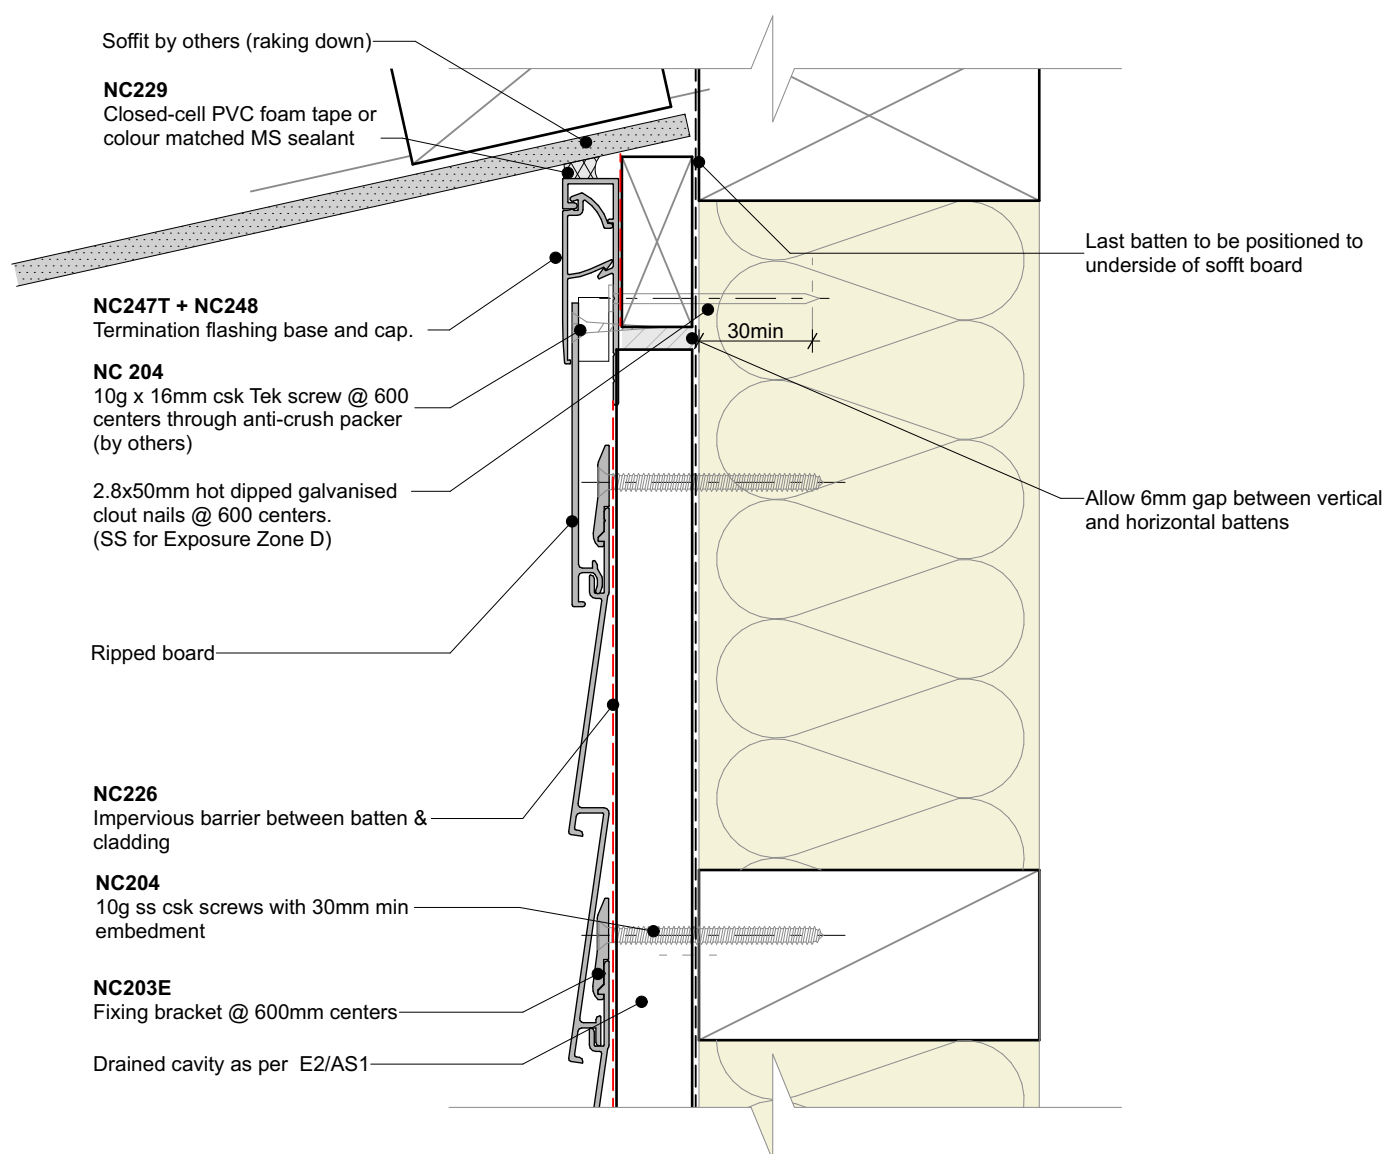 Soffit by others (raking down)
NC229
Closed-cell PVC foam tape or
colour matched MS sealant
NC247T + NC248
Termination flashing base and cap.
NC 204
10g x 16mm csk Tek screw @ 600
centers through anti-crush packer
(by others)
2.8x50mm hot dipped galvanised
clout nails @ 600 centers.
(SS for Exposure Zone D)
Ripped board
NC226
Impervious barrier between batten &
cladding
NC204
10g ss csk screws with 30mm min
embedment
NC203E
Fixing bracket @ 600mm centers
Drained cavity as per E2/AS1
30min
Last batten to be positioned to
underside of sofft board
Allow 6mm gap between vertical
and horizontal battens